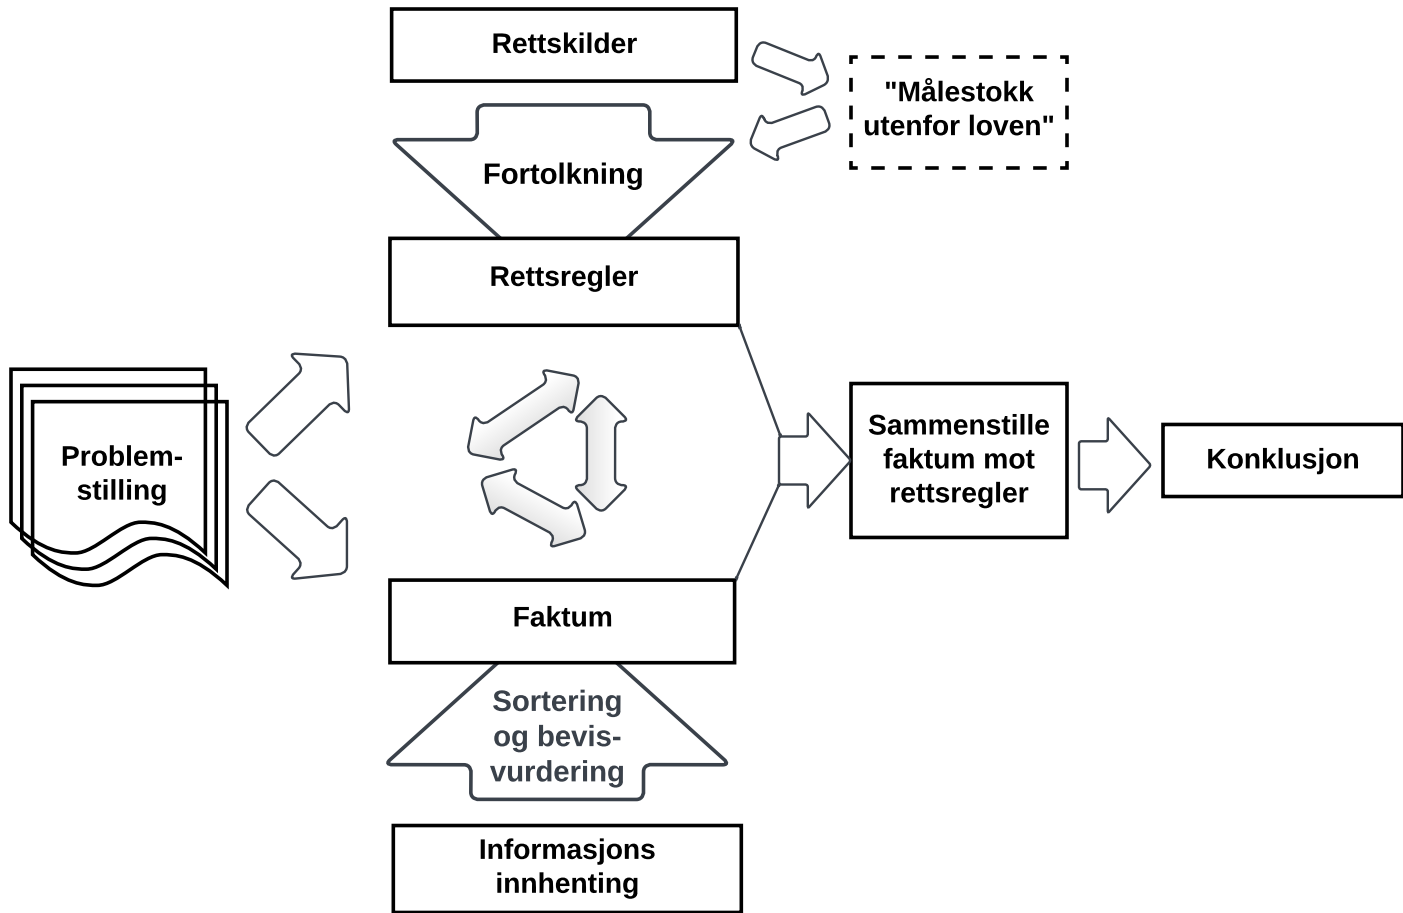 Rettskilder
"Målestokk
utenfor loven"
Fortolkning
Rettsregler
Problem-
stilling
Sammenstille
faktum mot
rettsregler
Konklusjon
Faktum
Sortering
og bevis-
vurdering
Informasjons
innhenting